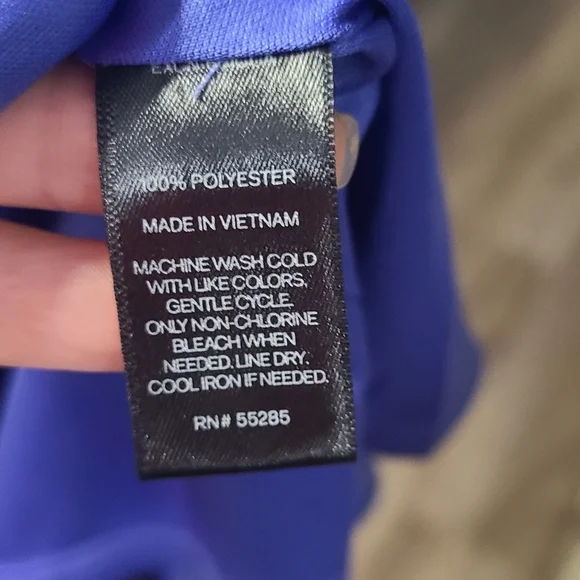 100% POLYESTER
MADE IN VIETNAM
MACHINE WASH COLD
WITH LIKE COLORS,
GENTLE CYCLE.
ONLY NON-CHLORINE
BLEACH WHEN
NEEDED. LINE DRY.
COOL IRON IF NEEDED.
RN# 55285